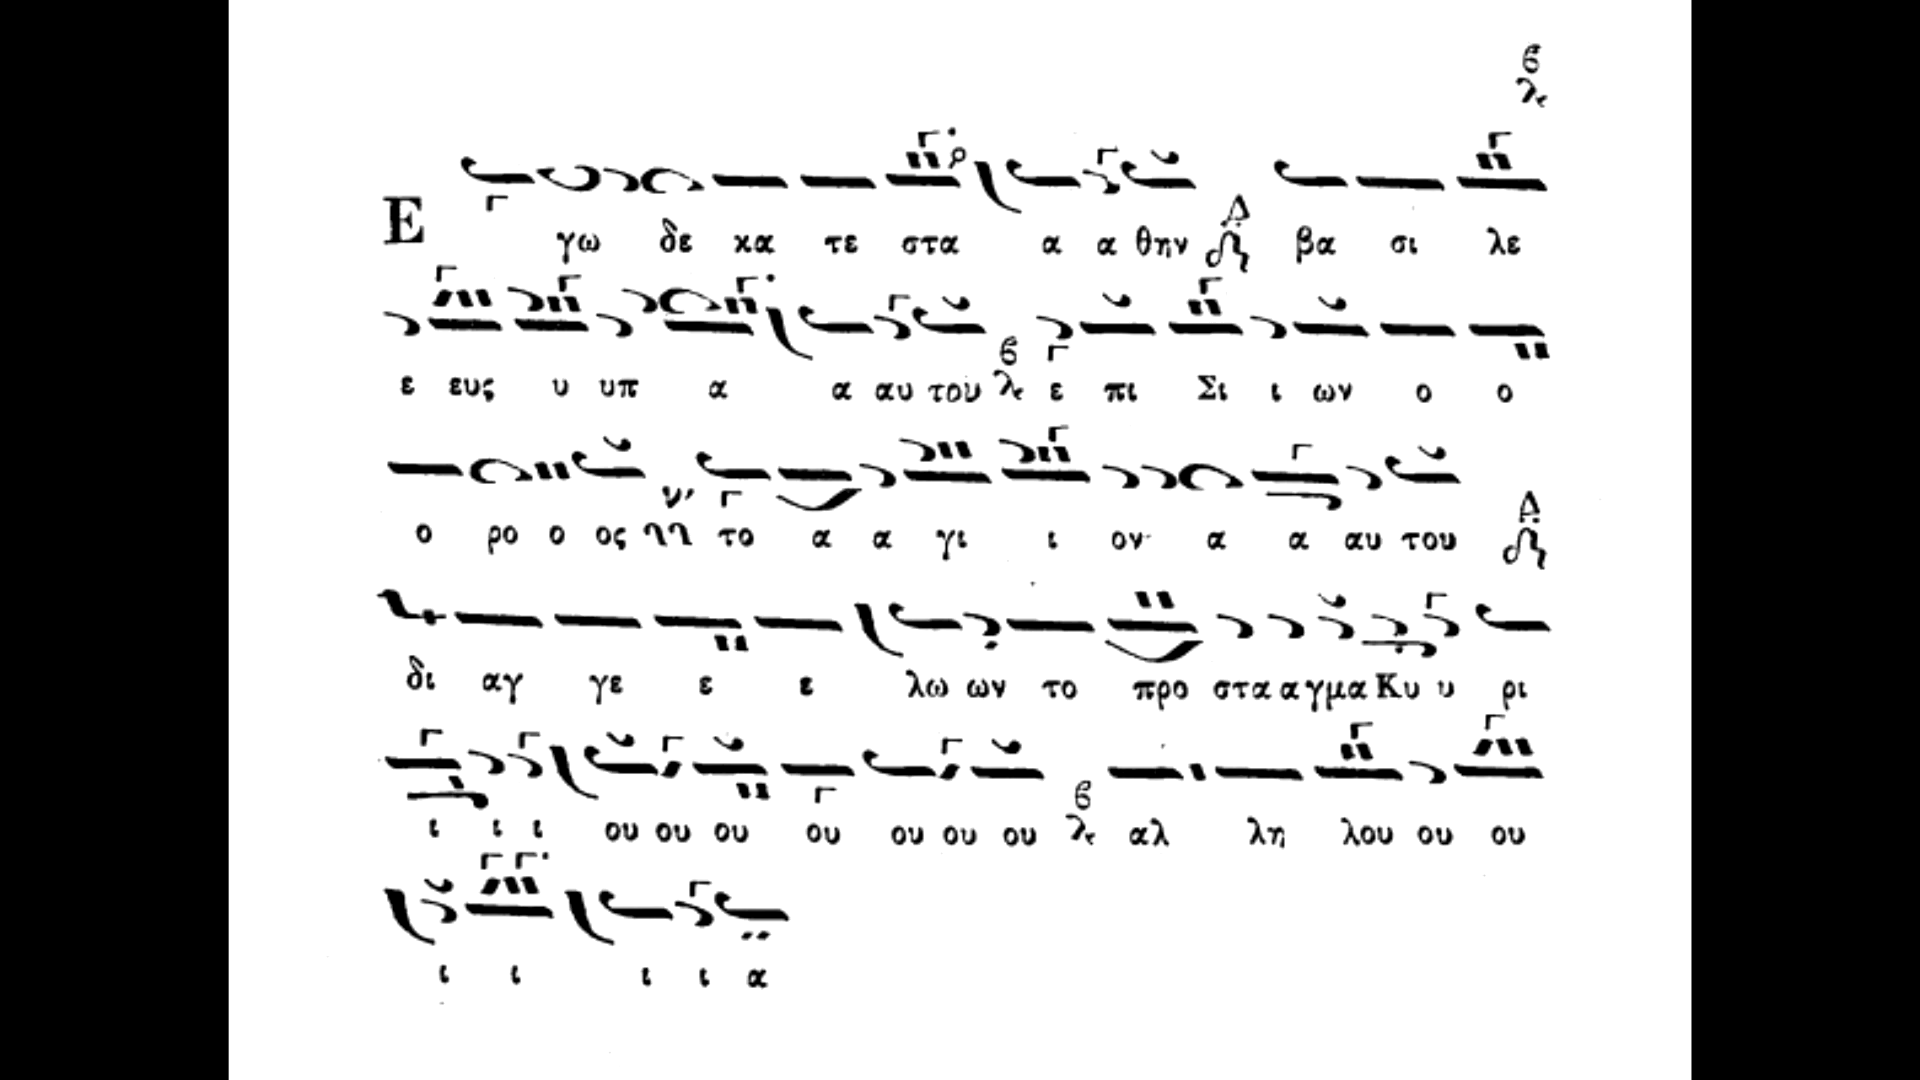 Ε γω δε κα τε στα α α θην Δ βα σι λε
ε ευς υ υπ α α αυ του ε πι Σι ι ων ο ο
ο ρο ο ος το α α γι ι ον α α αυ του Δ
δι αγ γε ε ε λω ων το προ στα α γμα Κυ υ ρι
ι ι ι ου ου ου ου ου ου ου αλ λη λου ου ου
ι ι ι ι α